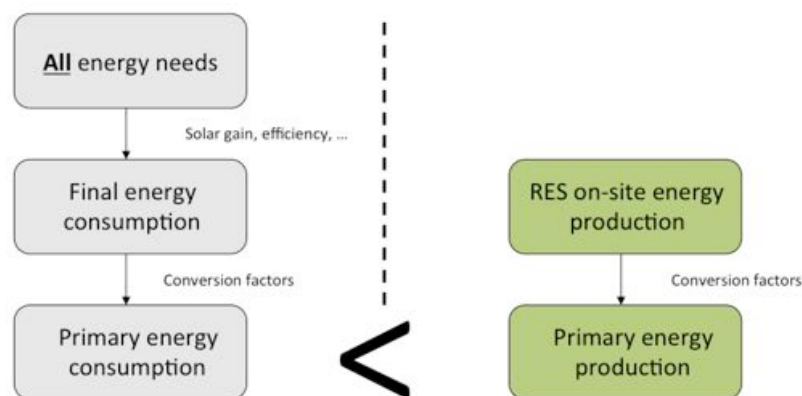 All energy needs
Solar gain, efficiency, ...
Final energy
consumption
RES on-site energy
production
Conversion factors
Conversion factors
Primary energy
consumption
<
Primary energy
production